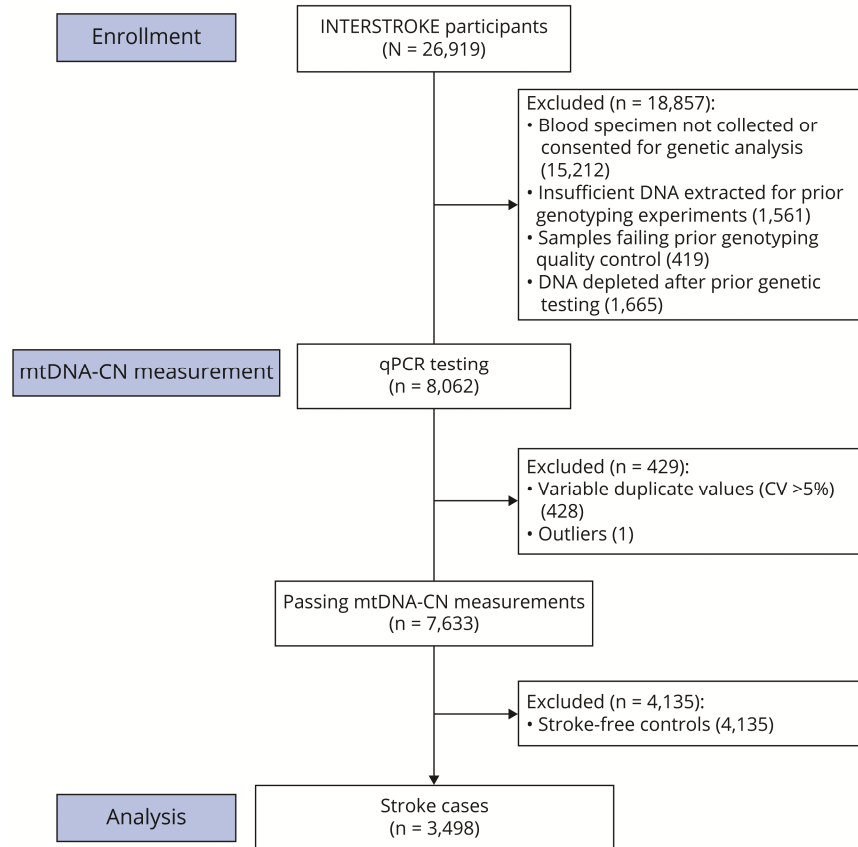 Enrollment
INTERSTROKE participants
(N = 26,919)
Excluded (n = 18,857):
• Blood specimen not collected or
consented for genetic analysis
(15,212)
• Insufficient DNA extracted for prior
genotyping experiments (1,561)
• Samples failing prior genotyping
quality control (419)
• DNA depleted after prior genetic
testing (1,665)
mtDNA-CN measurement
qPCR testing
(n = 8,062)
Excluded (n = 429):
• Variable duplicate values (CV >5%)
(428)
• Outliers (1)
Passing mtDNA-CN measurements
(n = 7,633)
Excluded (n = 4,135):
• Stroke-free controls (4,135)
Analysis
Stroke cases
(n = 3,498)